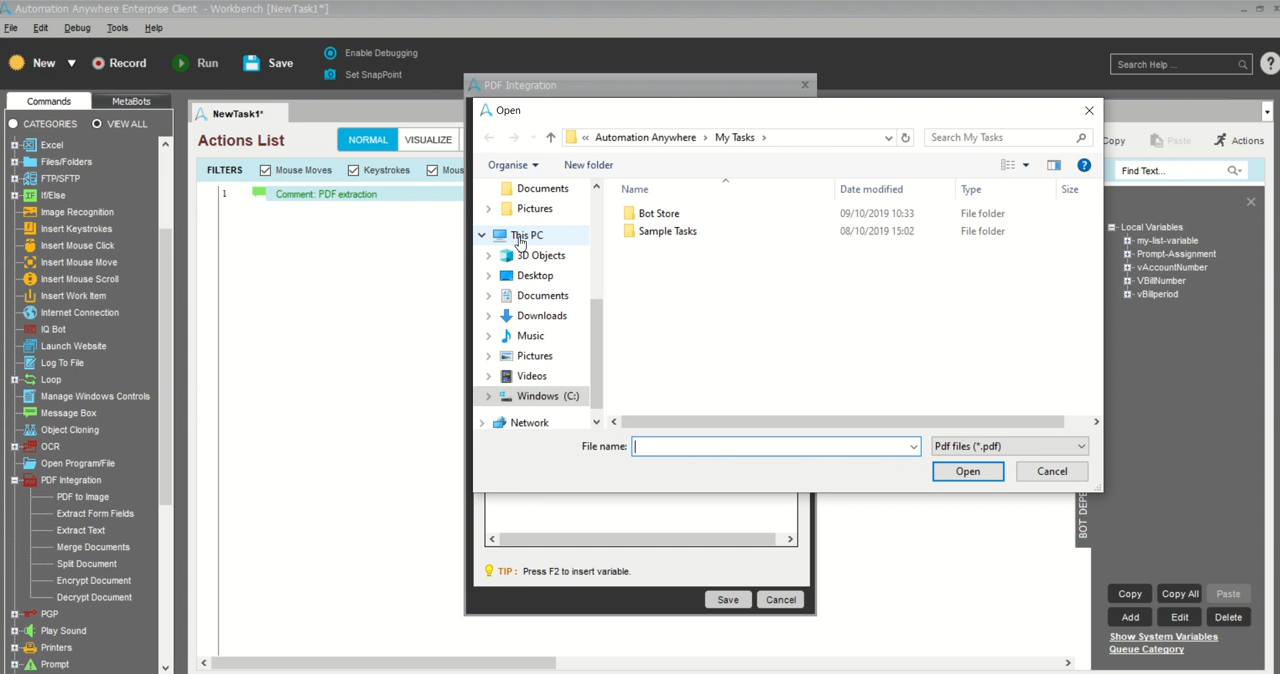 Automation Anywhere Enterprise Client - Workbench [NewTask1*]
File Edit Debug Tools Help
New Record Run Save
Enable Debugging
Set SnapPoint
Search Help ...
Commands MetaBots
CATEGORIES VIEW ALL
Excel
Files/Folders
FTP/SFTP
If/Else
Image Recognition
Insert Keystrokes
Insert Mouse Click
Insert Mouse Move
Insert Mouse Scroll
Insert Work Item
Internet Connection
IQ Bot
Launch Website
Log To File
Loop
Manage Windows Controls
Message Box
Object Cloning
OCR
Open Program/File
PDF Integration
PDF to Image
Extract Form Fields
Extract Text
Merge Documents
Split Document
Encrypt Document
Decrypt Document
PGP
Play Sound
Printers
Prompt
NewTask1*
Actions List
NORMAL VISUALIZE
FILTERS Mouse Moves Keystrokes Mous
1 Comment: PDF extraction
PDF Integration
Open
« Automation Anywhere › My Tasks ›
Search My Tasks
Organise New folder
Documents
Pictures
This PC
3D Objects
Desktop
Documents
Downloads
Music
Pictures
Videos
Windows (C:)
Network
Name Date modified Type Size
Bot Store 09/10/2019 10:33 File folder
Sample Tasks 08/10/2019 15:02 File folder
File name:
Pdf files (*.pdf)
Open Cancel
TIP : Press F2 to insert variable.
Save Cancel
Copy Paste Actions
Find Text...
Local Variables
my-list-variable
Prompt-Assignment
vAccountNumber
VBillNumber
vBillperiod
BOT DEPE
Copy Copy All Paste
Add Edit Delete
Show System Variables
Queue Category